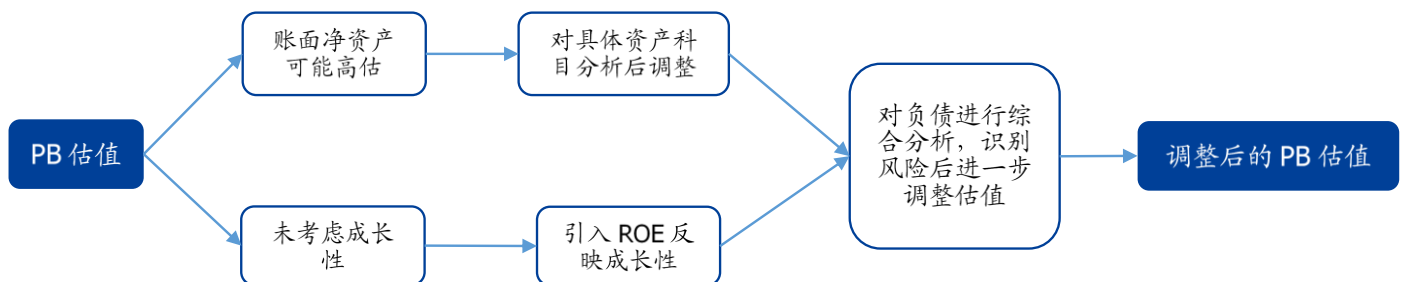 PB 估值
账面净资产
可能高估
对具体资产科
目分析后调整
未考虑成长
性
引入 ROE 反
映成长性
对负债进行综
合分析，识别
风险后进一步
调整估值
调整后的 PB 估值